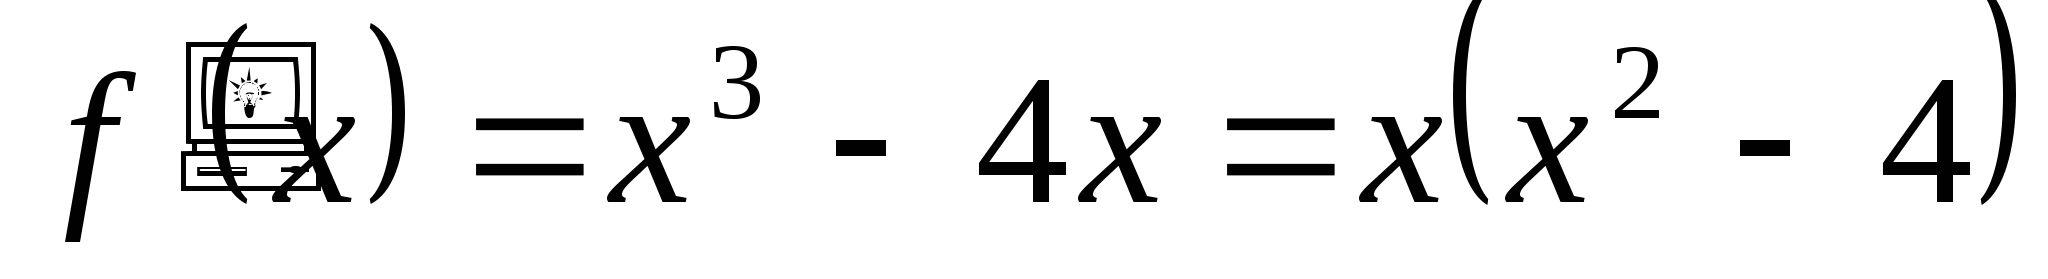 f (x) = x³ - 4x = x(x² - 4)